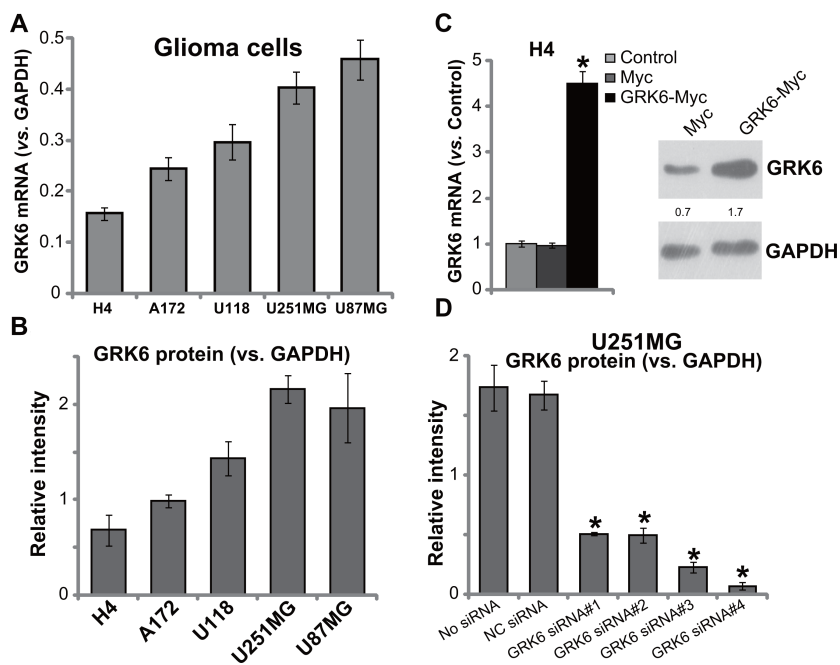 A
Glioma cells
GRK6 mRNA (vs. GAPDH)
0.5
0.4
0.3
0.2
0.1
0
H4 A172 U118 U251MG U87MG
B
GRK6 protein (vs. GAPDH)
Relative intensity
2
1
0
H4 A172 U118 U251MG U87MG
C
H4
GRK6 mRNA (vs. Control)
5
4
3
2
1
0
*
Control
Myc
GRK6-Myc
Myc GRK6-Myc
GRK6
0.7 1.7
GAPDH
D
U251MG
GRK6 protein (vs. GAPDH)
Relative intensity
2
1
0
* * * *
No siRNA NC siRNA GRK6 siRNA#1 GRK6 siRNA#2 GRK6 siRNA#3 GRK6 siRNA#4